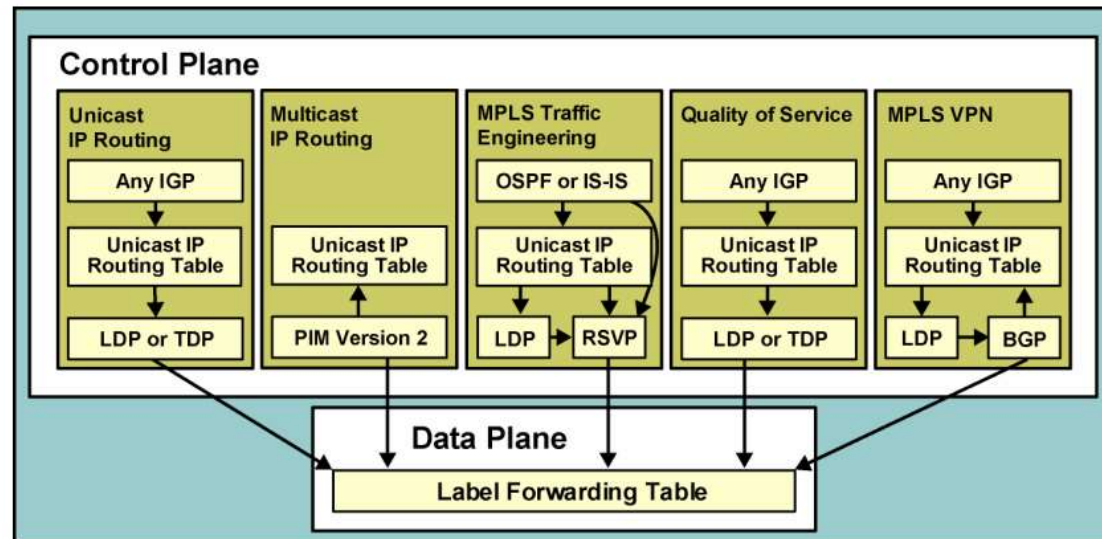 Control Plane
Unicast
IP Routing
Any IGP
Unicast IP
Routing Table
LDP or TDP
Multicast
IP Routing
Unicast IP
Routing Table
PIM Version 2
MPLS Traffic
Engineering
OSPF or IS-IS
Unicast IP
Routing Table
LDP
RSVP
Quality of Service
Any IGP
Unicast IP
Routing Table
LDP or TDP
MPLS VPN
Any IGP
Unicast IP
Routing Table
LDP
BGP
Data Plane
Label Forwarding Table